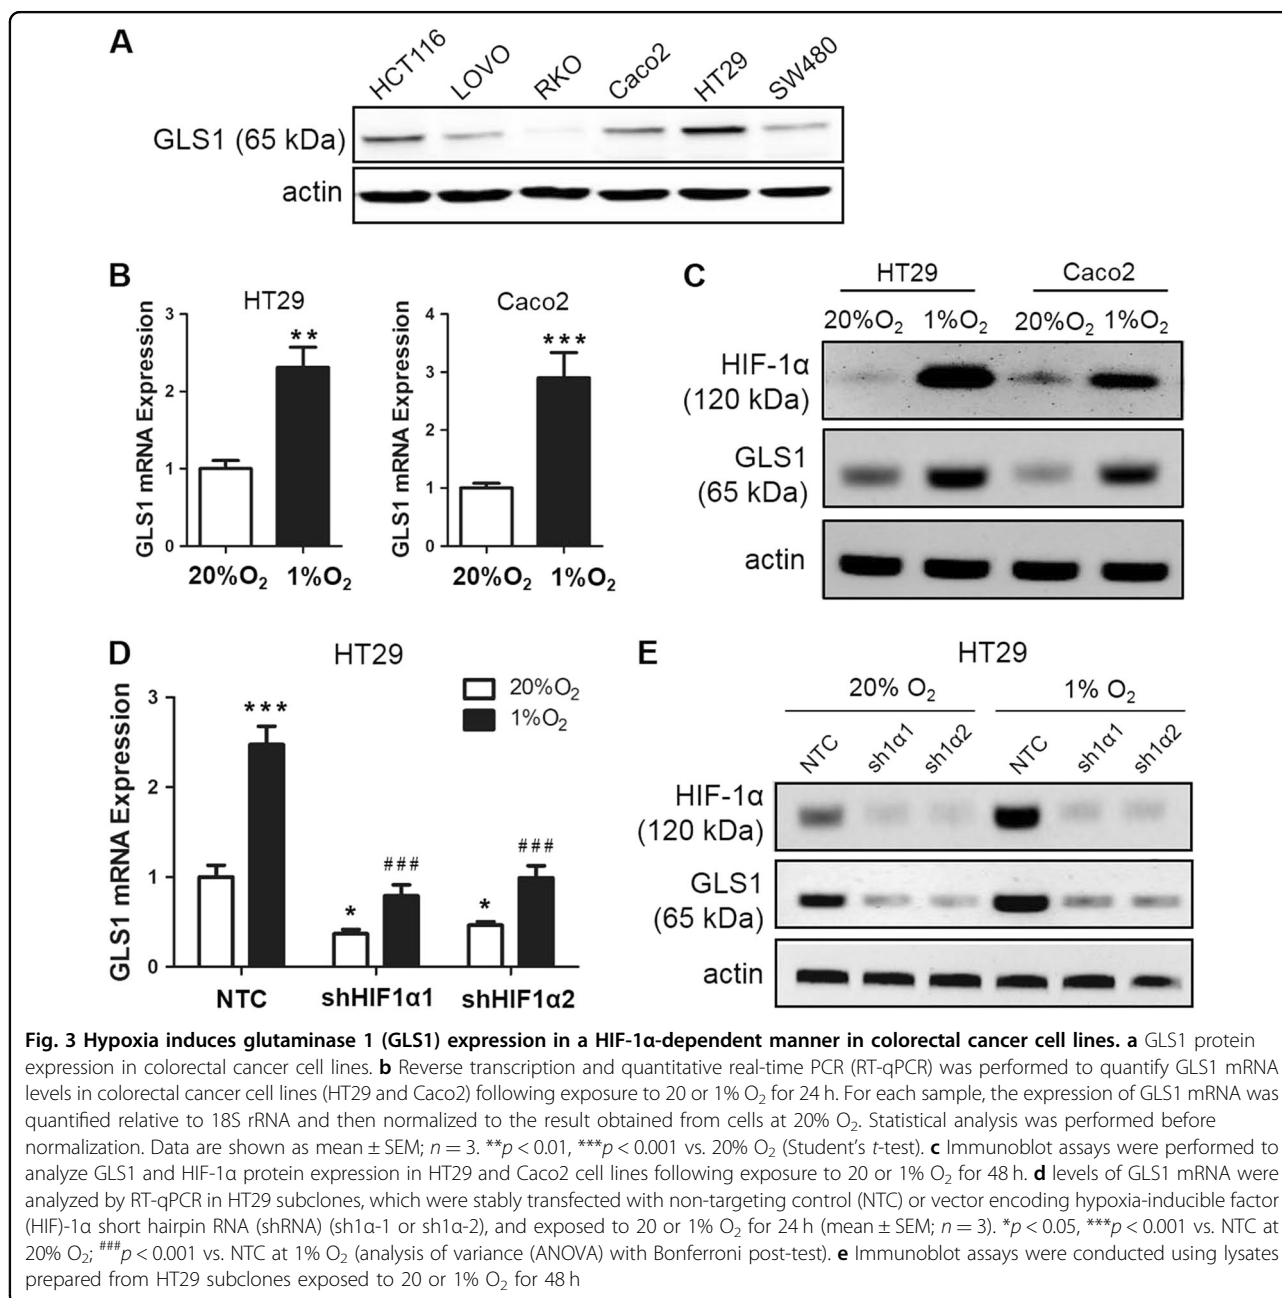 A
HCT116 LOVO RKO Caco2 HT29 SW480
GLS1 (65 kDa)
actin
B
HT29
GLS1 mRNA Expression
3
2
1
0
**
20%O₂ 1%O₂
Caco2
GLS1 mRNA Expression
4
3
2
1
0
***
20%O₂ 1%O₂
C
HT29 Caco2
20%O₂ 1%O₂ 20%O₂ 1%O₂
HIF-1α
(120 kDa)
GLS1
(65 kDa)
actin
D
HT29
20%O₂
1%O₂
GLS1 mRNA Expression
3
2
1
0
***
* ###
* ###
NTC shHIF1α1 shHIF1α2
E
HT29
20% O₂ 1% O₂
NTC sh1α1 sh1α2 NTC sh1α1 sh1α2
HIF-1α
(120 kDa)
GLS1
(65 kDa)
actin
Fig. 3 Hypoxia induces glutaminase 1 (GLS1) expression in a HIF-1α-dependent manner in colorectal cancer cell lines. a GLS1 protein
expression in colorectal cancer cell lines. b Reverse transcription and quantitative real-time PCR (RT-qPCR) was performed to quantify GLS1 mRNA
levels in colorectal cancer cell lines (HT29 and Caco2) following exposure to 20 or 1% O₂ for 24 h. For each sample, the expression of GLS1 mRNA was
quantified relative to 18S rRNA and then normalized to the result obtained from cells at 20% O₂. Statistical analysis was performed before
normalization. Data are shown as mean ± SEM; n = 3. **p < 0.01, ***p < 0.001 vs. 20% O₂ (Student's t-test). c Immunoblot assays were performed to
analyze GLS1 and HIF-1α protein expression in HT29 and Caco2 cell lines following exposure to 20 or 1% O₂ for 48 h. d levels of GLS1 mRNA were
analyzed by RT-qPCR in HT29 subclones, which were stably transfected with non-targeting control (NTC) or vector encoding hypoxia-inducible factor
(HIF)-1α short hairpin RNA (shRNA) (sh1α-1 or sh1α-2), and exposed to 20 or 1% O₂ for 24 h (mean ± SEM; n = 3). *p < 0.05, ***p < 0.001 vs. NTC at
20% O₂; ###p < 0.001 vs. NTC at 1% O₂ (analysis of variance (ANOVA) with Bonferroni post-test). e Immunoblot assays were conducted using lysates
prepared from HT29 subclones exposed to 20 or 1% O₂ for 48 h